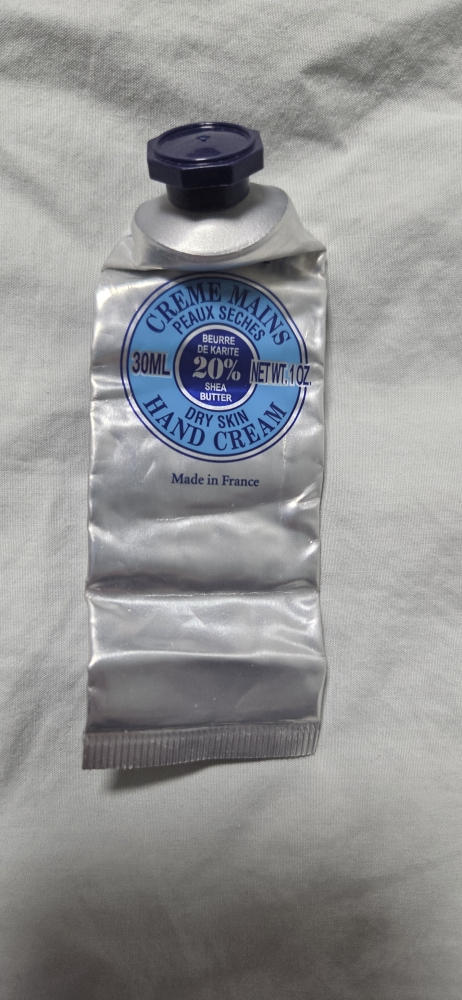 CREME MAINS
PEAUX SECHES
BEURRE
DE KARITE
30ML 20% NET WT. 1 OZ.
SHEA
BUTTER
DRY SKIN
HAND CREAM
Made in France